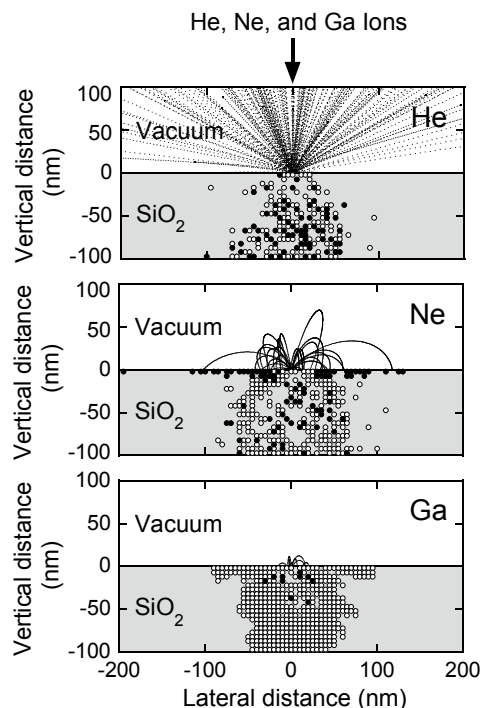 He, Ne, and Ga Ions
Vertical distance
(nm)
100
50
0
-50
-100
Vacuum
He
SiO2
Vertical distance
(nm)
100
50
0
-50
-100
Vacuum
Ne
SiO2
Vertical distance
(nm)
100
50
0
-50
-100
Vacuum
Ga
SiO2
-200 -100 0 100 200
Lateral distance (nm)